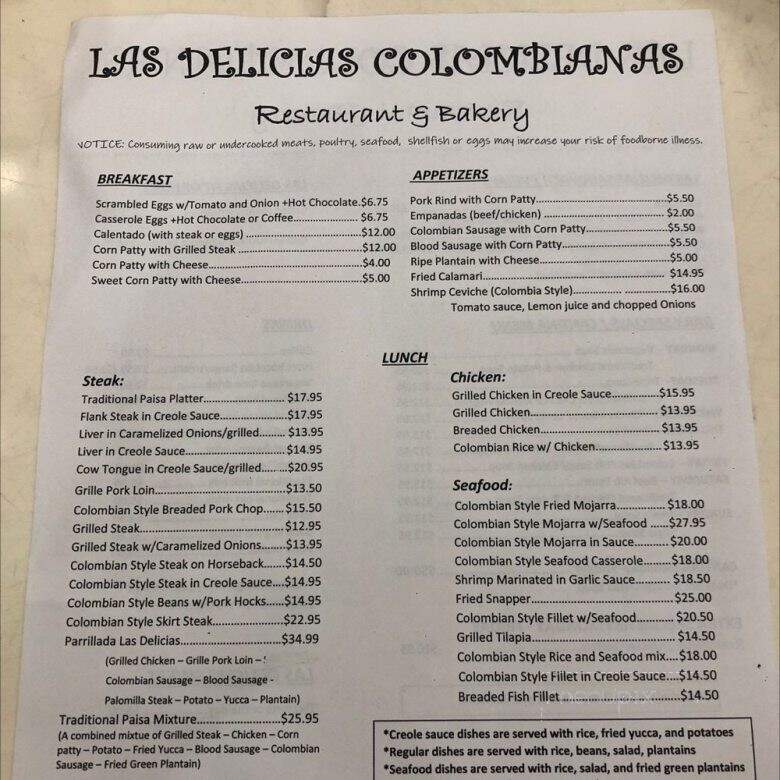 LAS DELICIAS COLOMBIANAS
Restaurant & Bakery
NOTICE: Consuming raw or undercooked meats, poultry, seafood, shellfish or eggs may increase your risk of foodborne illness.
BREAKFAST
Scrambled Eggs w/Tomato and Onion +Hot Chocolate.$6.75
Casserole Eggs +Hot Chocolate or Coffee..................... $6.75
Calentado (with steak or eggs) ...................................$12.00
Corn Patty with Grilled Steak .....................................$12.00
Corn Patty with Cheese...............................................$4.00
Sweet Corn Patty with Cheese....................................$5.00
APPETIZERS
Pork Rind with Corn Patty.......................................$5.50
Empanadas (beef/chicken) .....................................$2.00
Colombian Sausage with Corn Patty........................$5.50
Blood Sausage with Corn Patty................................$5.50
Ripe Plantain with Cheese.......................................$5.00
Fried Calamari...................................................... $14.95
Shrimp Ceviche (Colombia Style)...................... ...............$16.00
Tomato sauce, Lemon juice and chopped Onions
LUNCH
Steak:
Traditional Paisa Platter.......................... $17.95
Flank Steak in Creole Sauce.....................$17.95
Liver in Caramelized Onions/grilled........ $13.95
Liver in Creole Sauce...............................$14.95
Cow Tongue in Creole Sauce/grilled...... ...$20.95
Grille Pork Loin.......................................$13.50
Colombian Style Breaded Pork Chop...... $15.50
Grilled Steak...........................................$12.95
Grilled Steak w/Caramelized Onions........$13.95
Colombian Style Steak on Horseback.......$14.50
Colombian Style Steak in Creole Sauce....$14.95
Colombian Style Beans w/Pork Hocks......$14.95
Colombian Style Skirt Steak.....................$22.95
Parrillada Las Delicias..............................$34.99
(Grilled Chicken – Grille Pork Loin –
Colombian Sausage – Blood Sausage -
Palomilla Steak – Potato – Yucca – Plantain)
Traditional Paisa Mixture.........................$25.95
(A combined mixtue of Grilled Steak – Chicken – Corn
patty – Potato – Fried Yucca – Blood Sausage – Colombian
Sausage – Fried Green Plantain)
Chicken:
Grilled Chicken in Creole Sauce..............$15.95
Grilled Chicken...................................... $13.95
Breaded Chicken................................... $13.95
Colombian Rice w/ Chicken....................$13.95
Seafood:
Colombian Style Fried Mojarra............... $18.00
Colombian Style Mojarra w/Seafood ......$27.95
Colombian Style Mojarra in Sauce...........$20.00
Colombian Style Seafood Casserole.........$18.00
Shrimp Marinated in Garlic Sauce........... $18.50
Fried Snapper..........................................$25.00
Colombian Style Fillet w/Seafood............$20.50
Grilled Tilapia......................................... $14.50
Colombian Style Rice and Seafood mix....$18.00
Colombian Style Fillet in Creole Sauce....$14.50
Breaded Fish Fillet ..................................$14.50
*Creole sauce dishes are served with rice, fried yucca, and potatoes
*Regular dishes are served with rice, beans, salad, plantains
*Seafood dishes are served with rice, salad, and fried green plantains